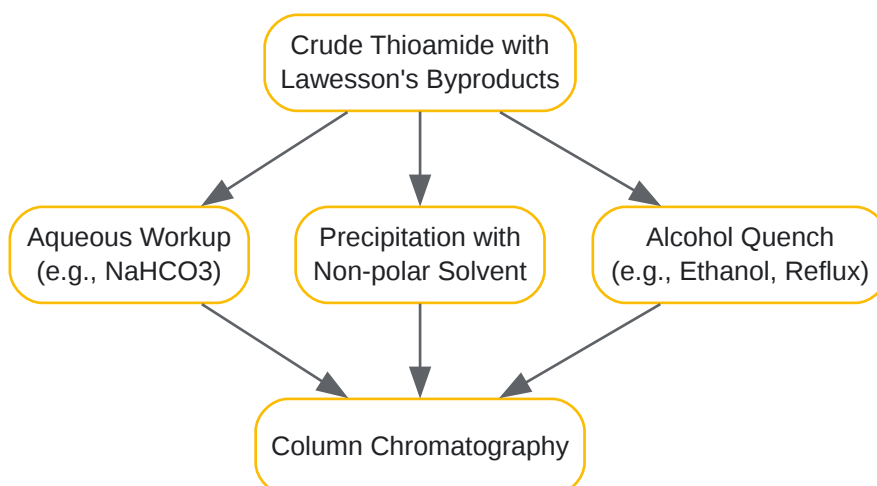 Crude Thioamide with
Lawesson's Byproducts
Aqueous Workup
(e.g., NaHCO3)
Precipitation with
Non-polar Solvent
Alcohol Quench
(e.g., Ethanol, Reflux)
Column Chromatography